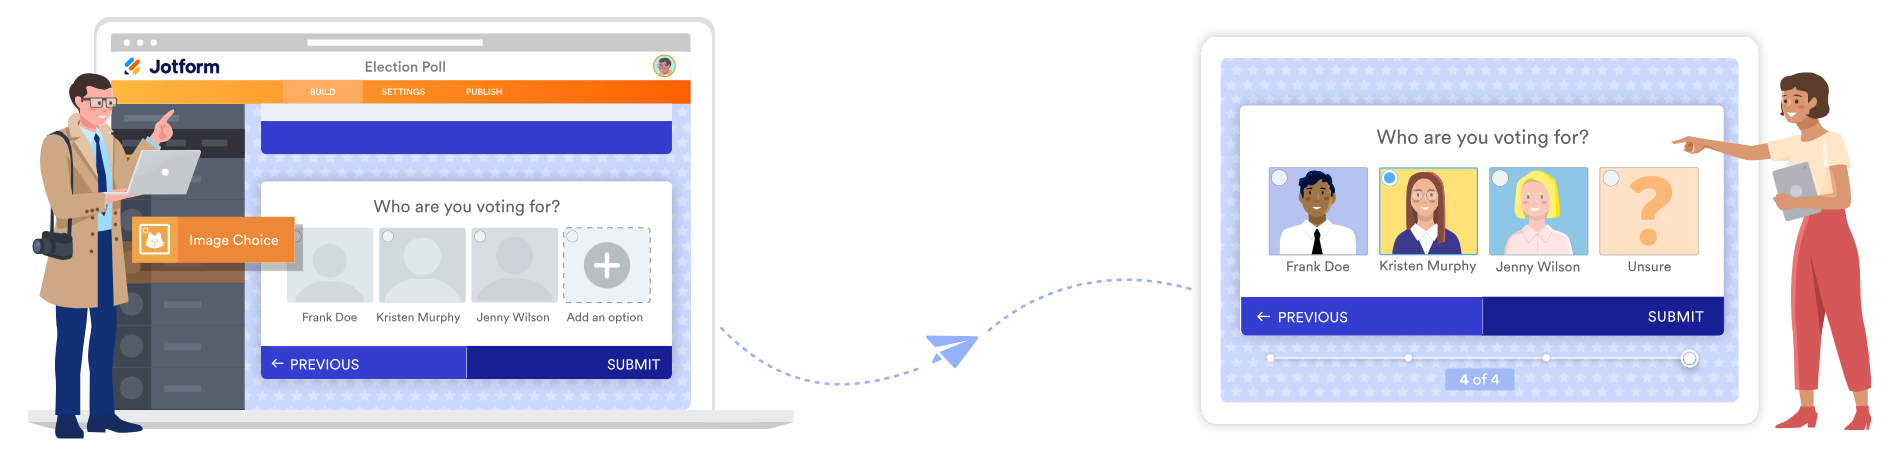 Jotform
Election Poll
BUILD
SETTINGS
PUBLISH
Who are you voting for?
Image Choice
Frank Doe
Kristen Murphy
Jenny Wilson
Add an option
← PREVIOUS
SUBMIT
Who are you voting for?
Frank Doe
Kristen Murphy
Jenny Wilson
Unsure
← PREVIOUS
SUBMIT
4 of 4